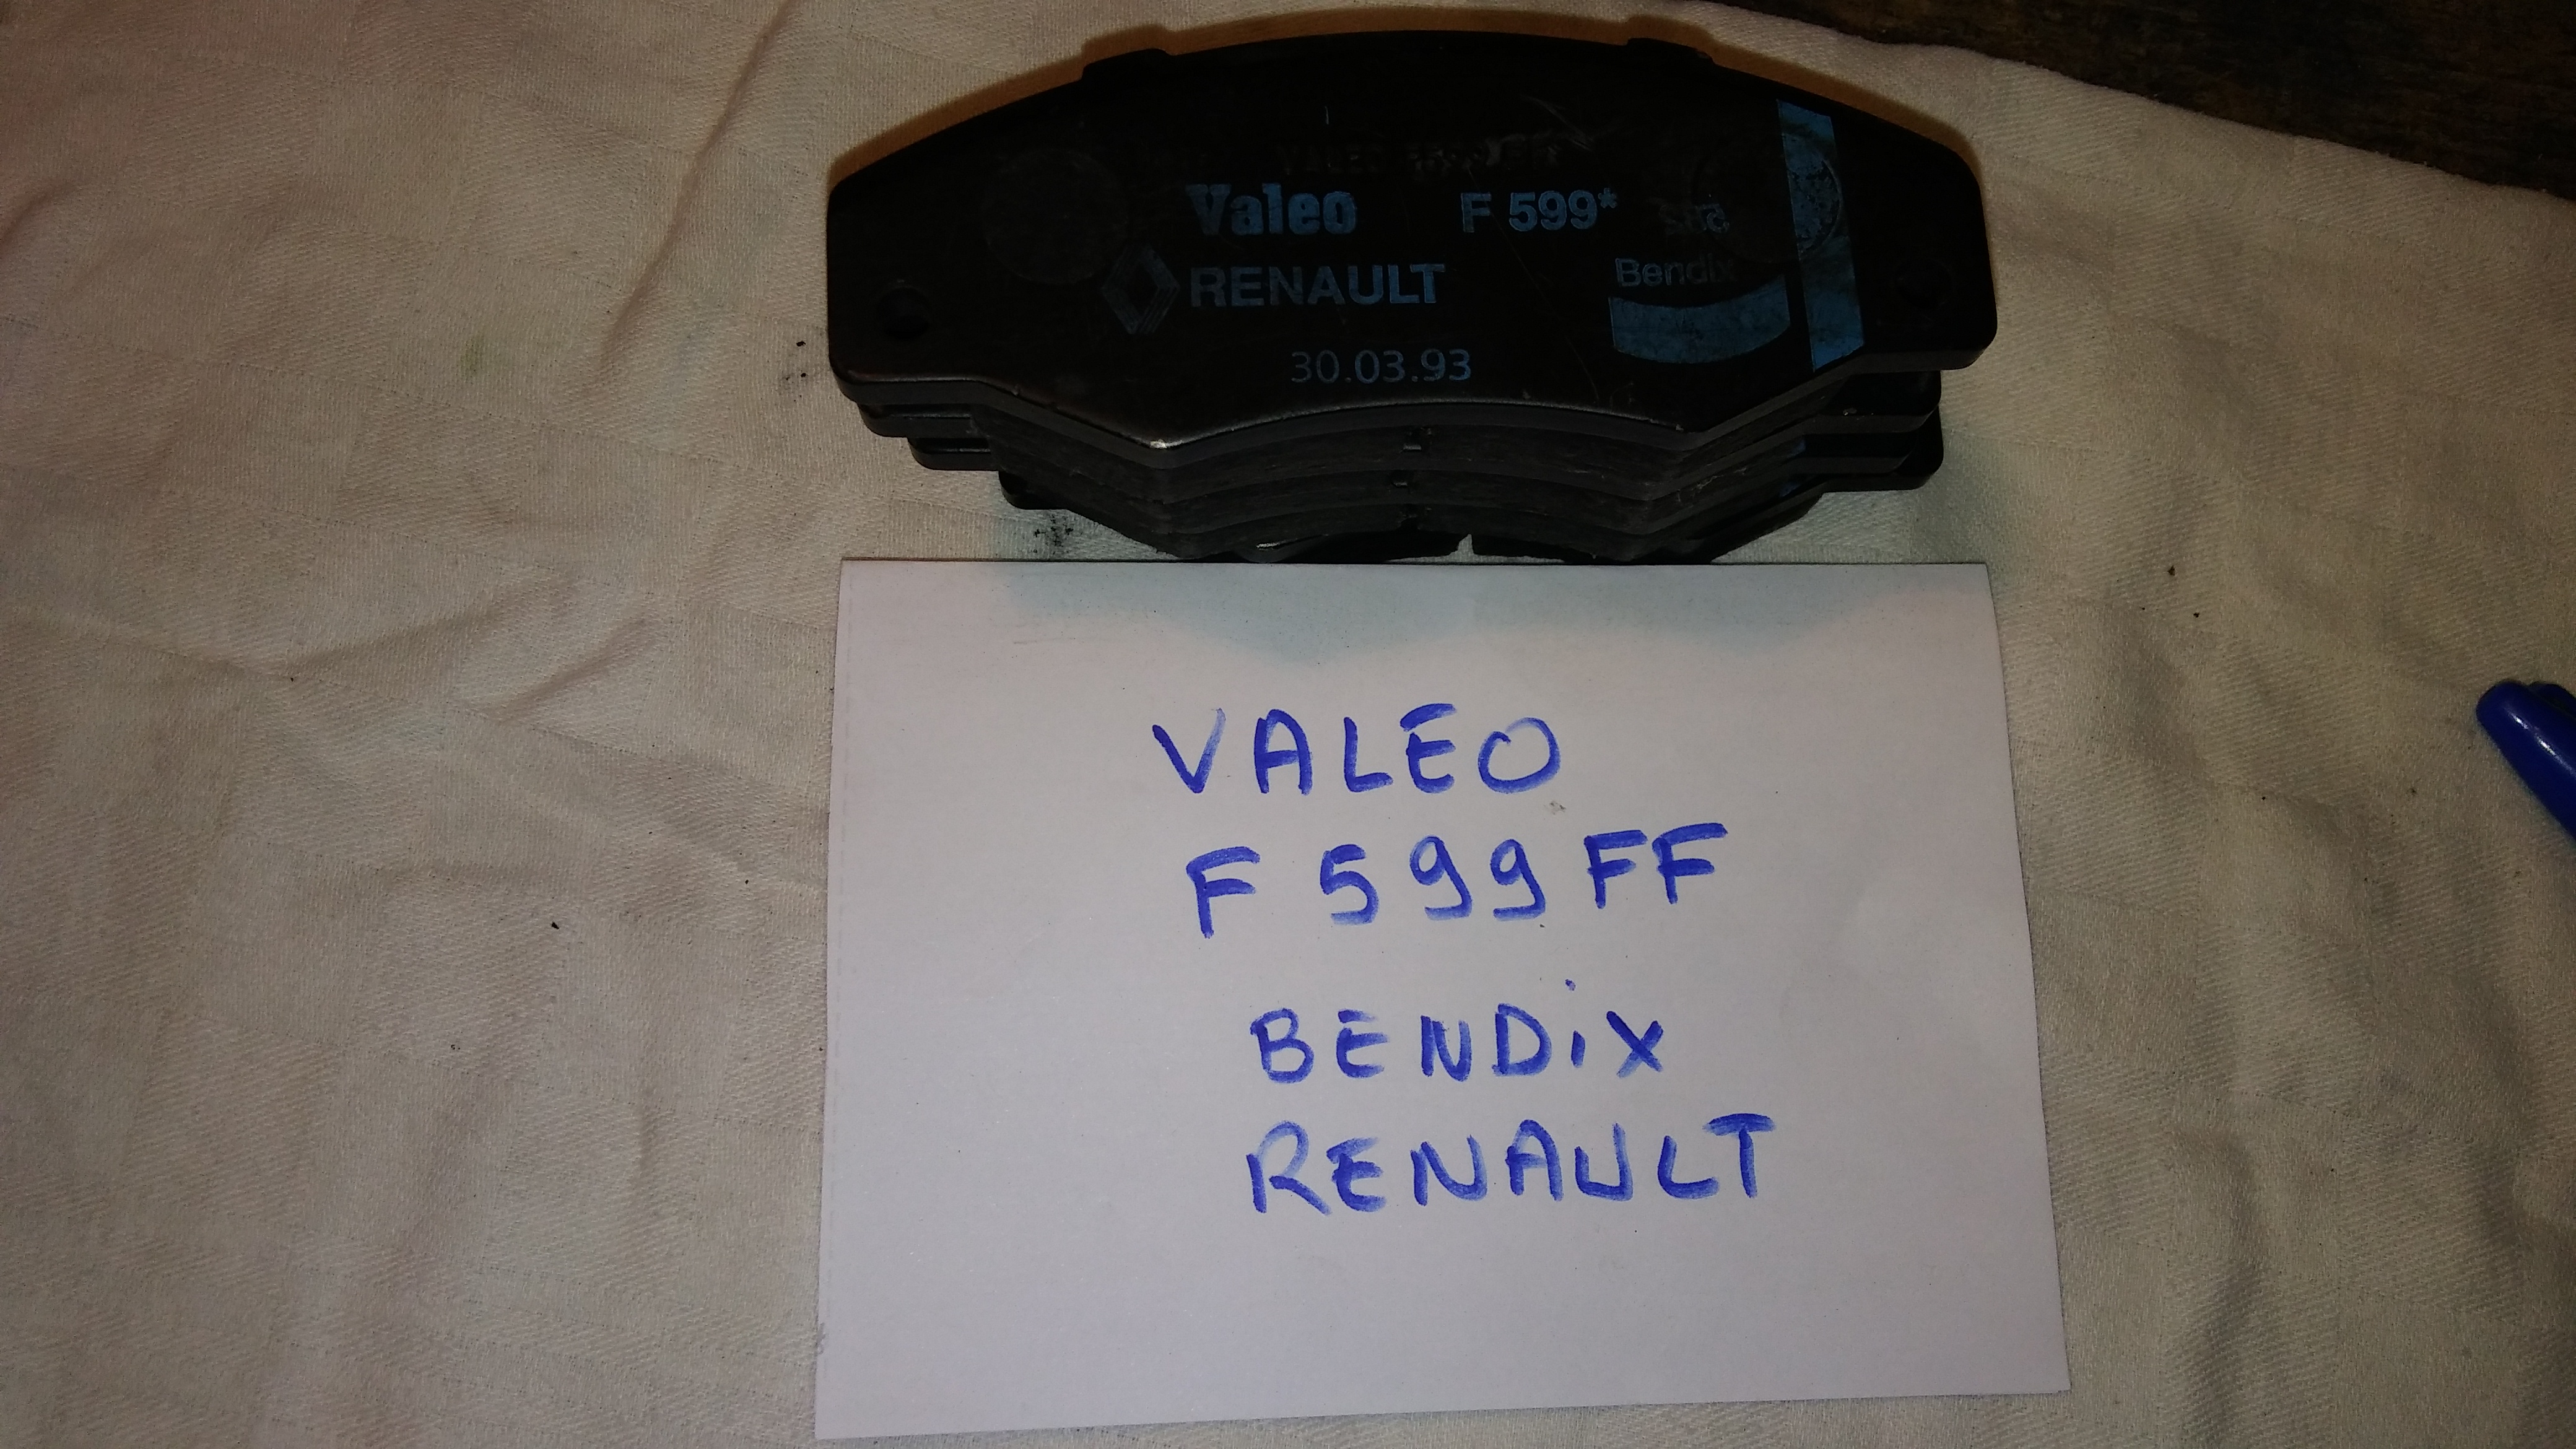 Valeo F 599*
RENAULT
Bendix
30.03.93
VALEO
F 599 FF
BENDiX
RENAULT